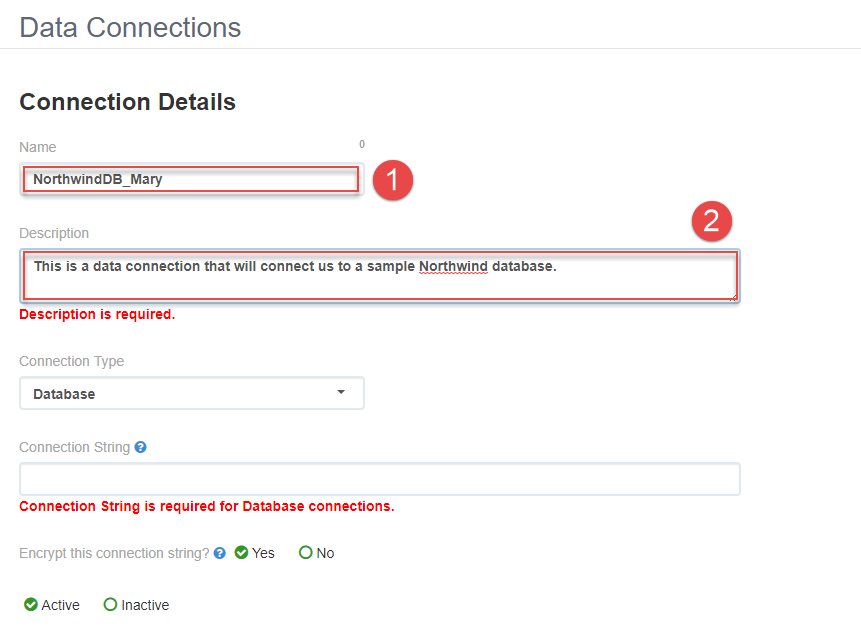 Data Connections
Connection Details
Name 0
NorthwindDB_Mary 1
Description 2
This is a data connection that will connect us to a sample Northwind database.
Description is required.
Connection Type
Database
Connection String ?
Connection String is required for Database connections.
Encrypt this connection string? ? Yes No
Active Inactive